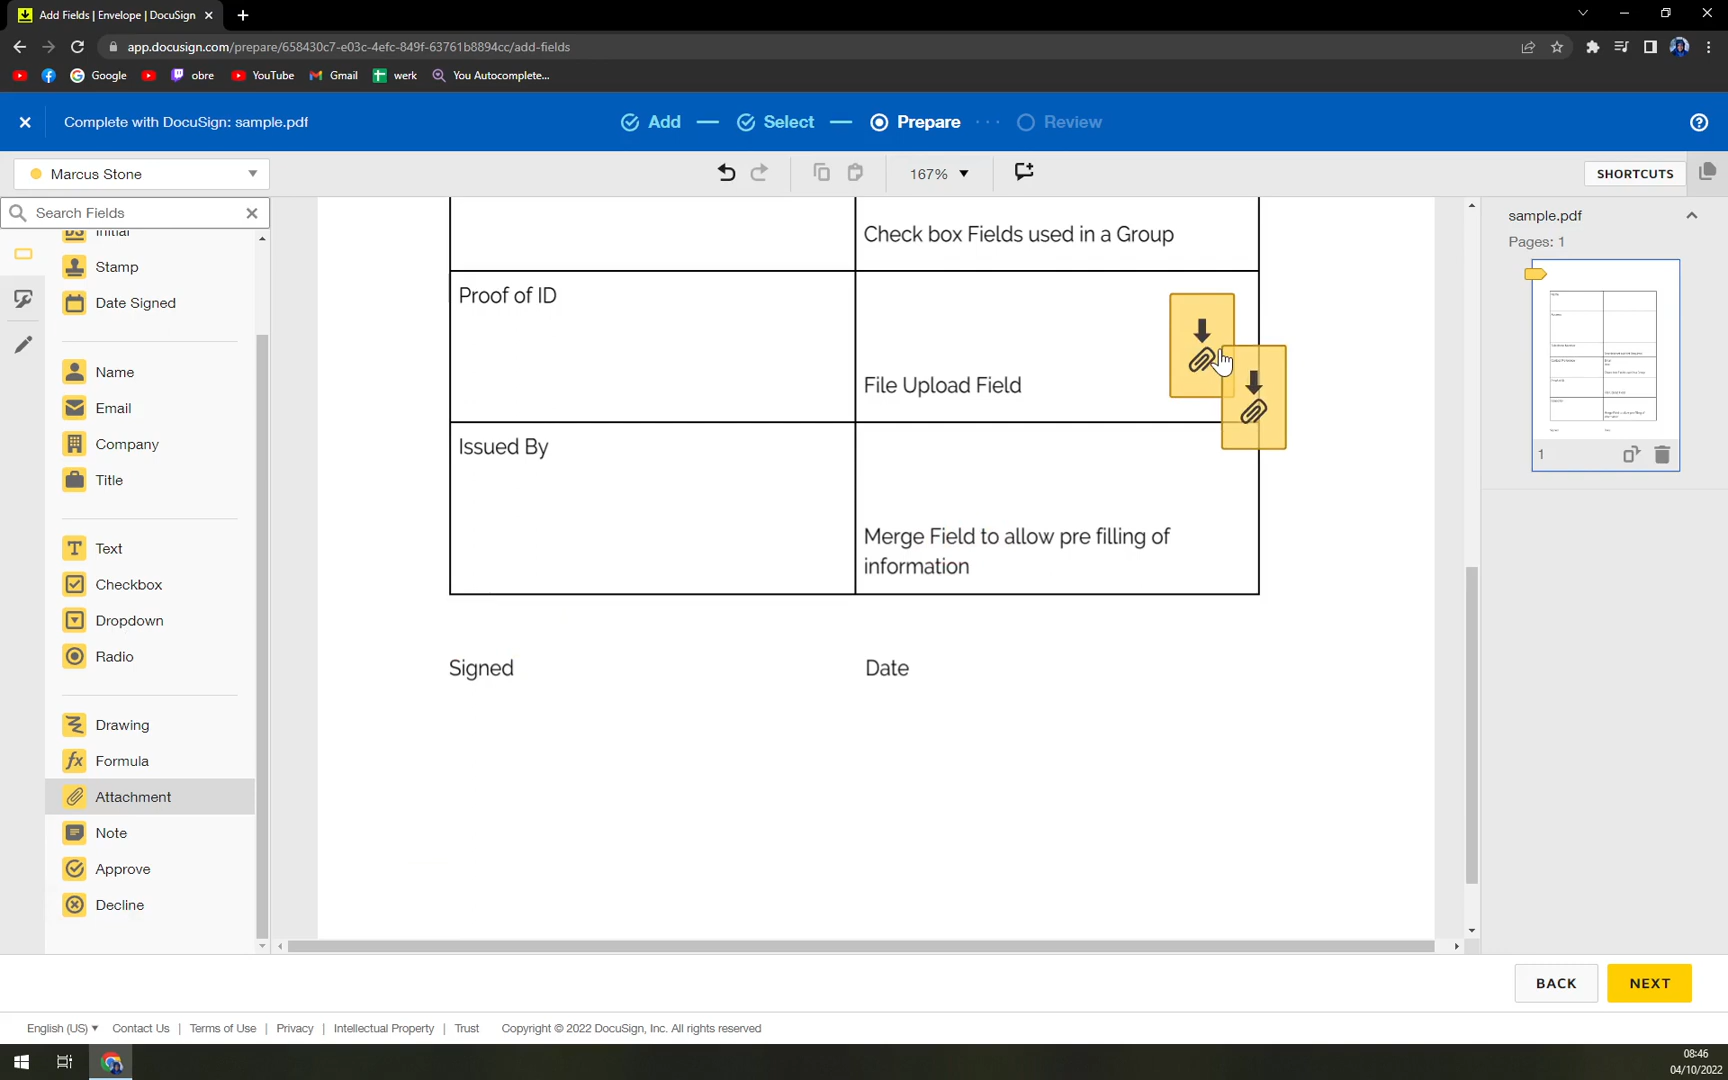 Add Fields | Envelope | DocuSign
app.docusign.com/prepare/658430c7-e03c-4efc-849f-63761b8894cc/add-fields
Google obre YouTube Gmail werk You Autocomplete...
Complete with DocuSign: sample.pdf Add Select Prepare Review
Marcus Stone 167% SHORTCUTS
Search Fields
sample.pdf
Pages: 1
1
Initial
Stamp
Date Signed
Name
Email
Company
Title
Text
Checkbox
Dropdown
Radio
Drawing
Formula
Attachment
Note
Approve
Decline
Check box Fields used in a Group
Proof of ID
File Upload Field
Issued By
Merge Field to allow pre filling of
information
Signed Date
BACK NEXT
English (US) Contact Us | Terms of Use | Privacy | Intellectual Property | Trust Copyright © 2022 DocuSign, Inc. All rights reserved
08:46
04/10/2022